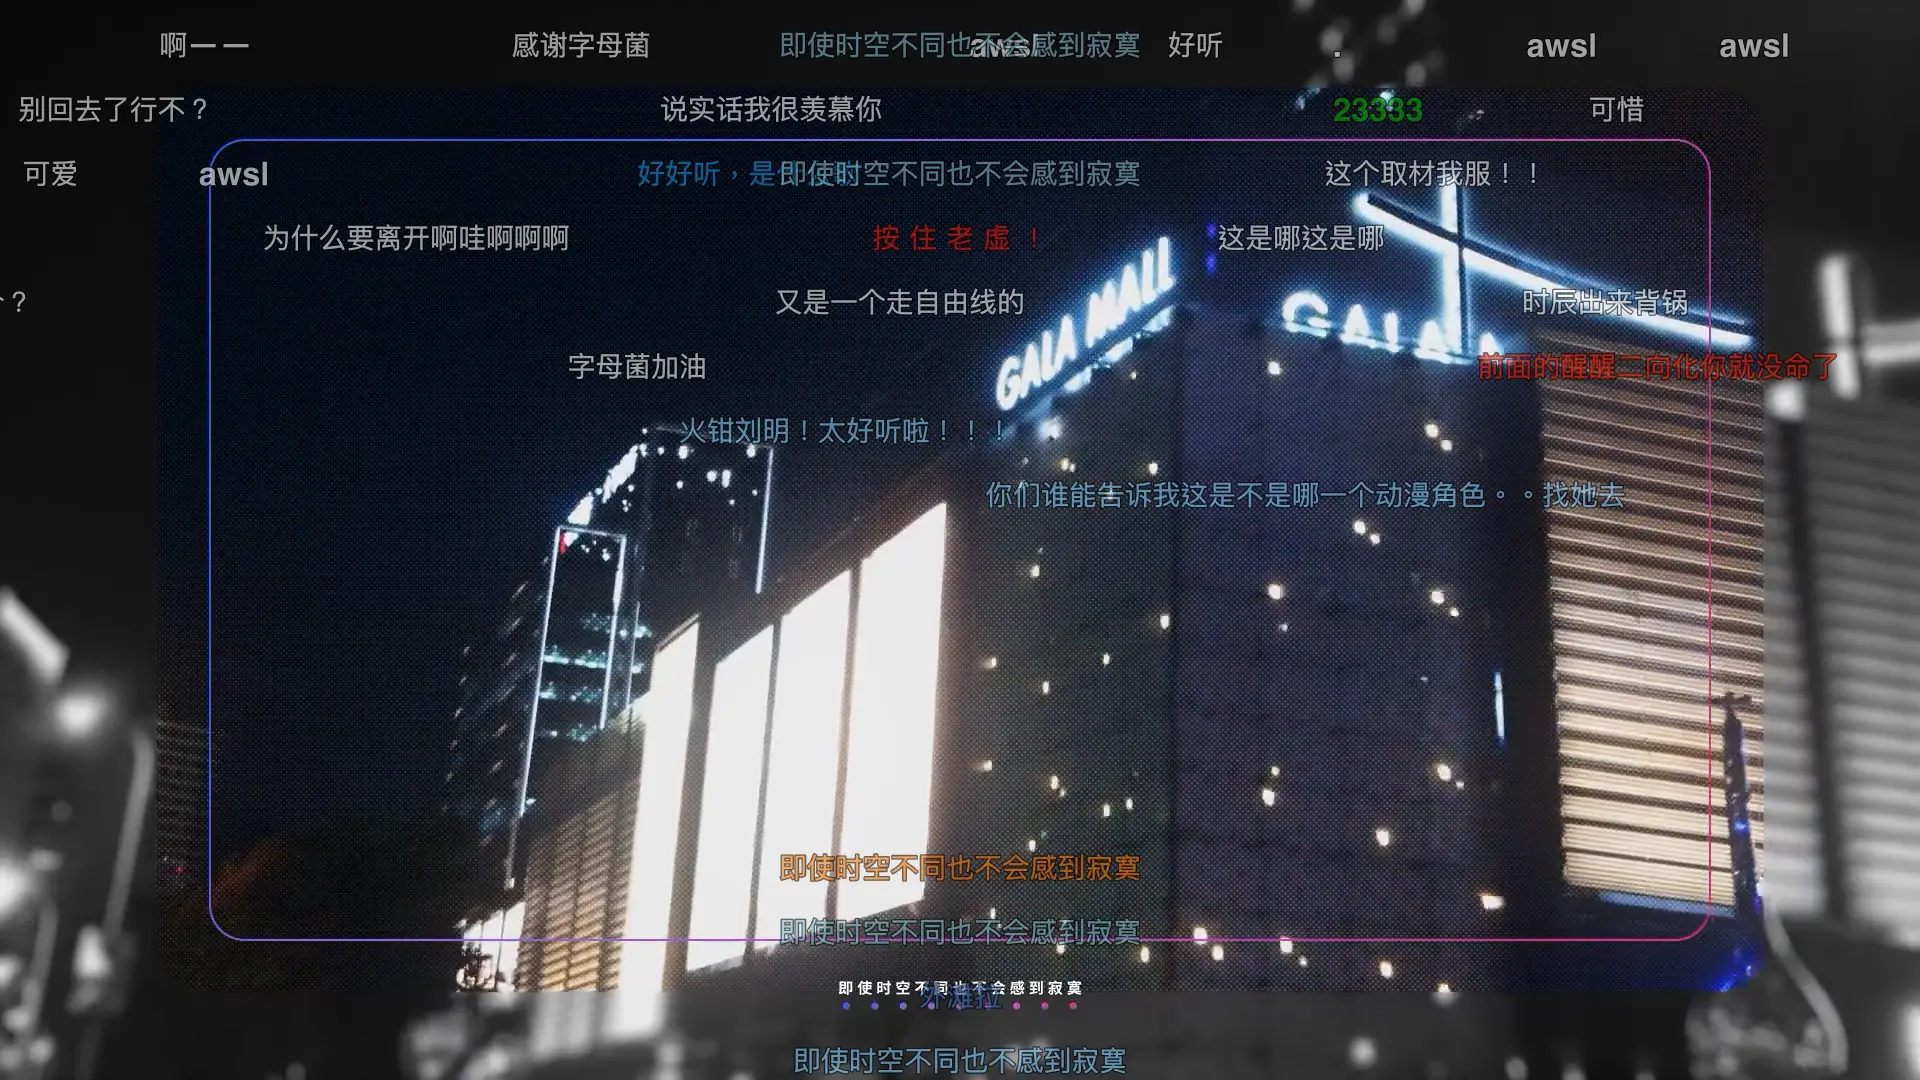 啊一 一
感谢字母菌
即使时空不同也不会感到寂寞
awsl
好听
.
awsl
awsl
别回去了行不？
说实话我很羡慕你
23333
可惜
可爱
awsl
好好听，是
即使时空不同也不会感到寂寞
这个取材我服！！
为什么要离开啊哇啊啊啊
按住老虚！
这是哪这是哪
？
又是一个走自由线的
时辰出来背锅
GALA MALL
GALA
字母菌加油
前面的醒醒二向化你就没命了
火钳刘明！太好听啦！！！
你们谁能告诉我这是不是哪一个动漫角色。。找她去
即使时空不同也不会感到寂寞
即使时空不同也不会感到寂寞
即使时空不同也不会感到寂寞
外滩拉
即使时空不同也不感到寂寞